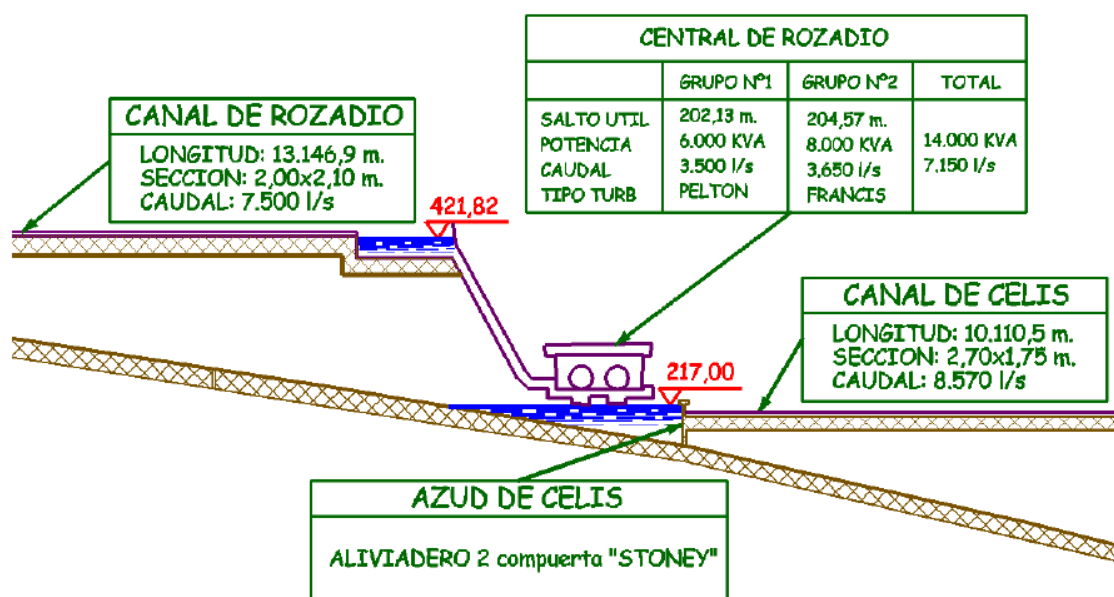 CENTRAL DE ROZADIO
GRUPO Nº1 GRUPO Nº2 TOTAL
SALTO UTIL 202,13 m. 204,57 m.
POTENCIA 6.000 KVA 8.000 KVA 14.000 KVA
CAUDAL 3.500 l/s 3,650 l/s 7,150 l/s
TIPO TURB PELTON FRANCIS
CANAL DE ROZADIO
LONGITUD: 13.146,9 m.
SECCION: 2,00x2,10 m.
CAUDAL: 7.500 l/s
421,82
CANAL DE CELIS
LONGITUD: 10.110,5 m.
SECCION: 2,70x1,75 m.
CAUDAL: 8.570 l/s
217,00
AZUD DE CELIS
ALIVIADERO 2 compuerta "STONEY"